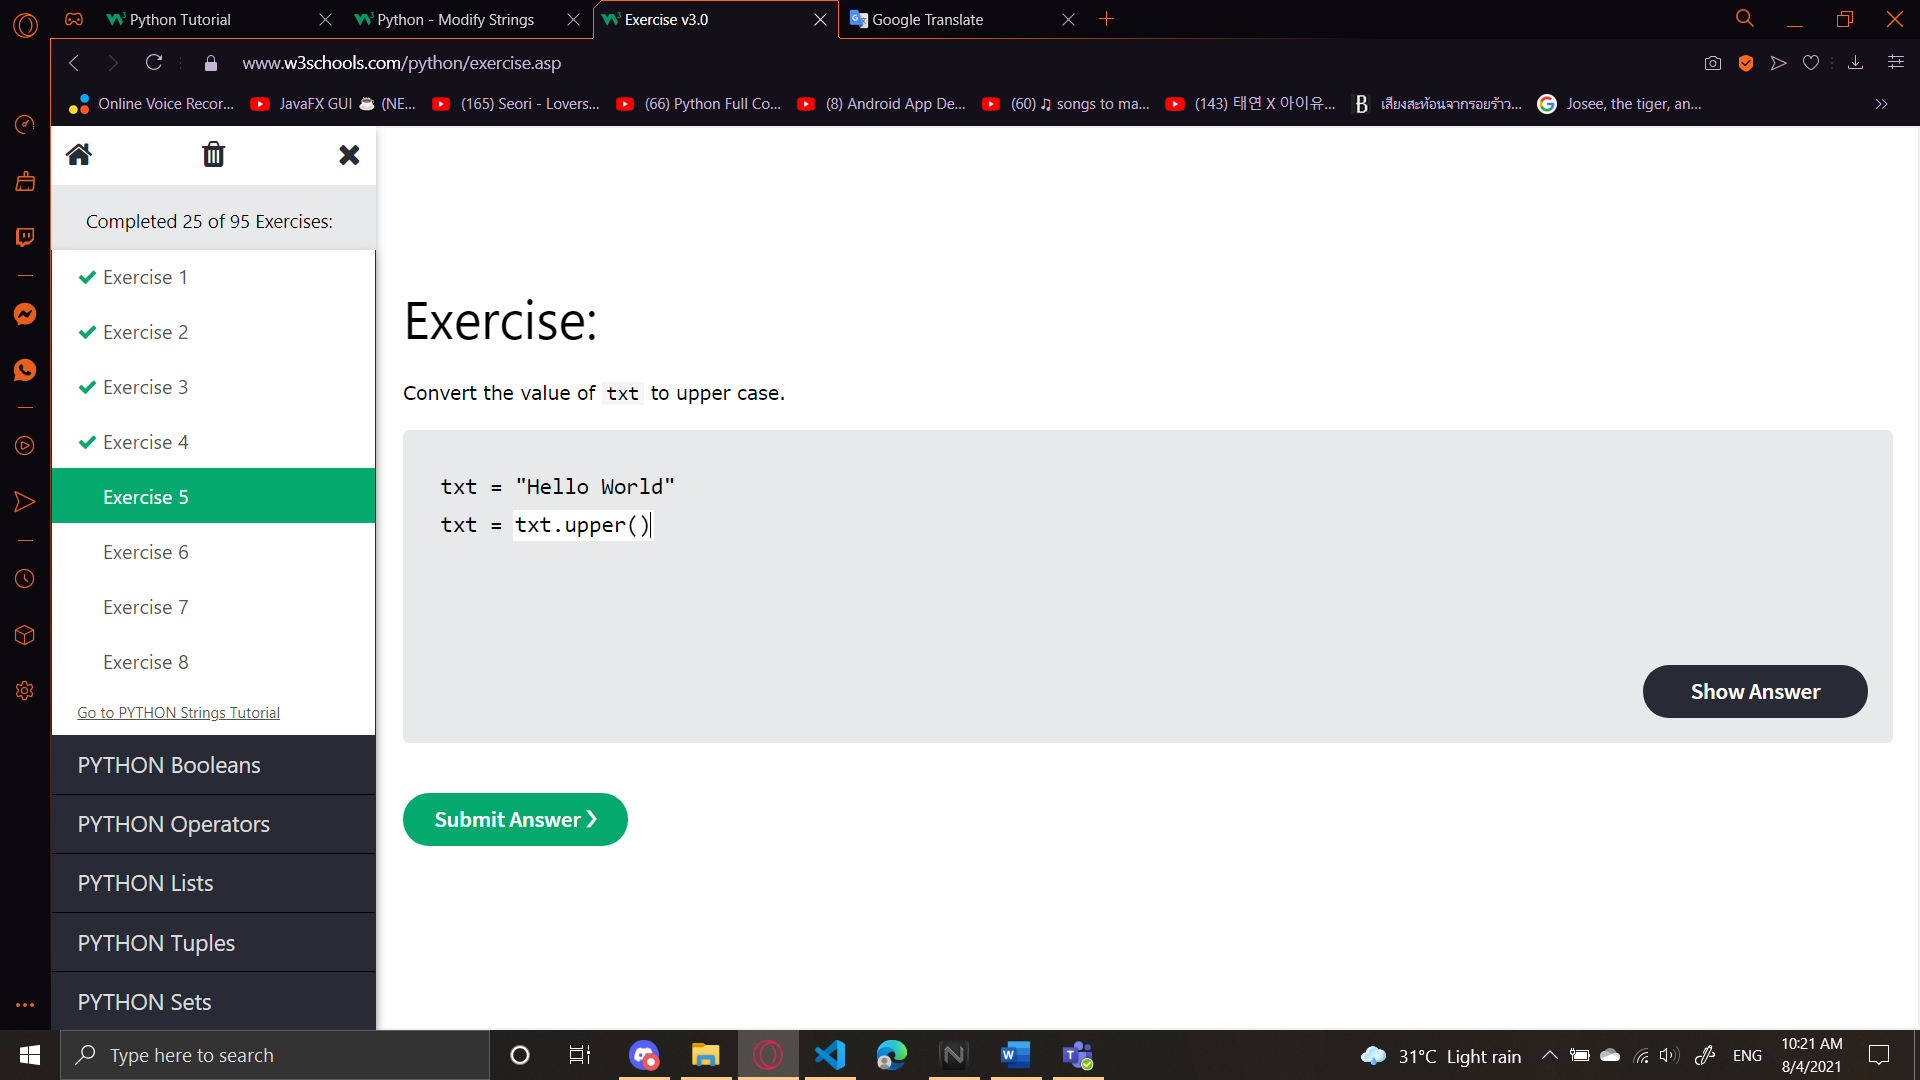 Python Tutorial
Python - Modify Strings
Exercise v3.0
Google Translate
www.w3schools.com/python/exercise.asp
Online Voice Recor...
JavaFX GUI ☕ (NE...
(165) Seori - Lovers...
(66) Python Full Co...
(8) Android App De...
(60) ♫ songs to ma...
(143) 태연 X 아이유...
เสียงสะท้อนจากรอยร้าว...
Josee, the tiger, an...
Completed 25 of 95 Exercises:
Exercise 1
Exercise 2
Exercise 3
Exercise 4
Exercise 5
Exercise 6
Exercise 7
Exercise 8
Go to PYTHON Strings Tutorial
PYTHON Booleans
PYTHON Operators
PYTHON Lists
PYTHON Tuples
PYTHON Sets
Exercise:
Convert the value of txt to upper case.
txt = "Hello World"
txt = txt.upper()
Show Answer
Submit Answer ❯
Type here to search
31°C Light rain
ENG
10:21 AM
8/4/2021